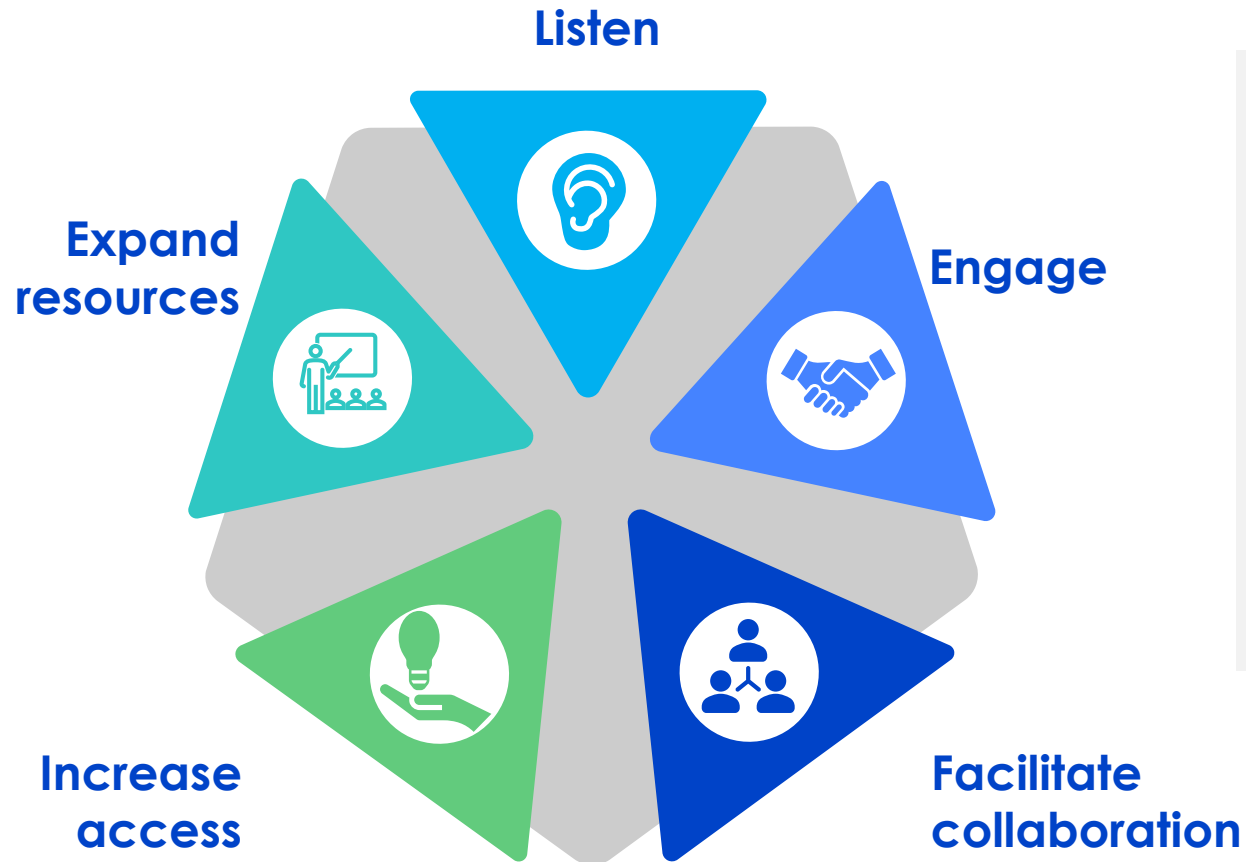 Listen
Expand
resources
Engage
Increase
access
Facilitate
collaboration